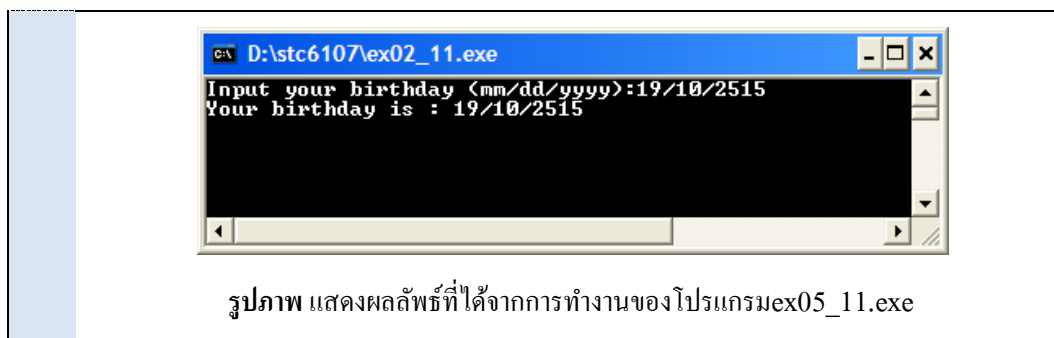 D:\stc6107\ex02_11.exe
Input your birthday (mm/dd/yyyy):19/10/2515
Your birthday is : 19/10/2515
รูปภาพ แสดงผลลัพธ์ที่ได้จากการทำงานของโปรแกรมex05_11.exe